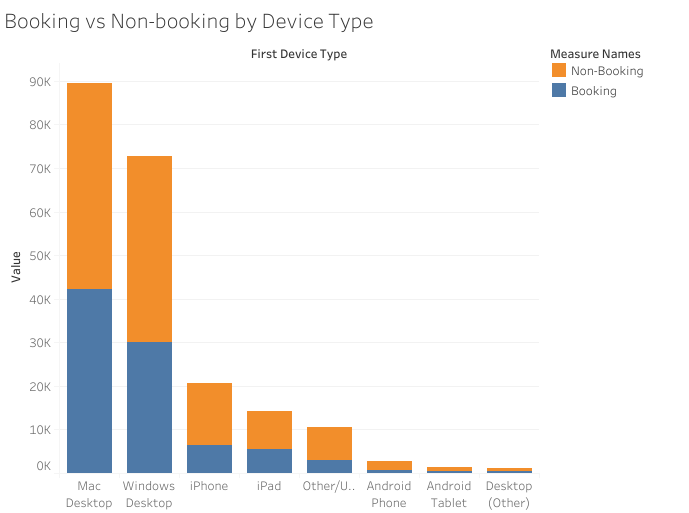 Booking vs Non-booking by Device Type
First Device Type
Measure Names
Non-Booking
Booking
Value
90K
80K
70K
60K
50K
40K
30K
20K
10K
0K
Mac Desktop
Windows Desktop
iPhone
iPad
Other/U..
Android Phone
Android Tablet
Desktop (Other)